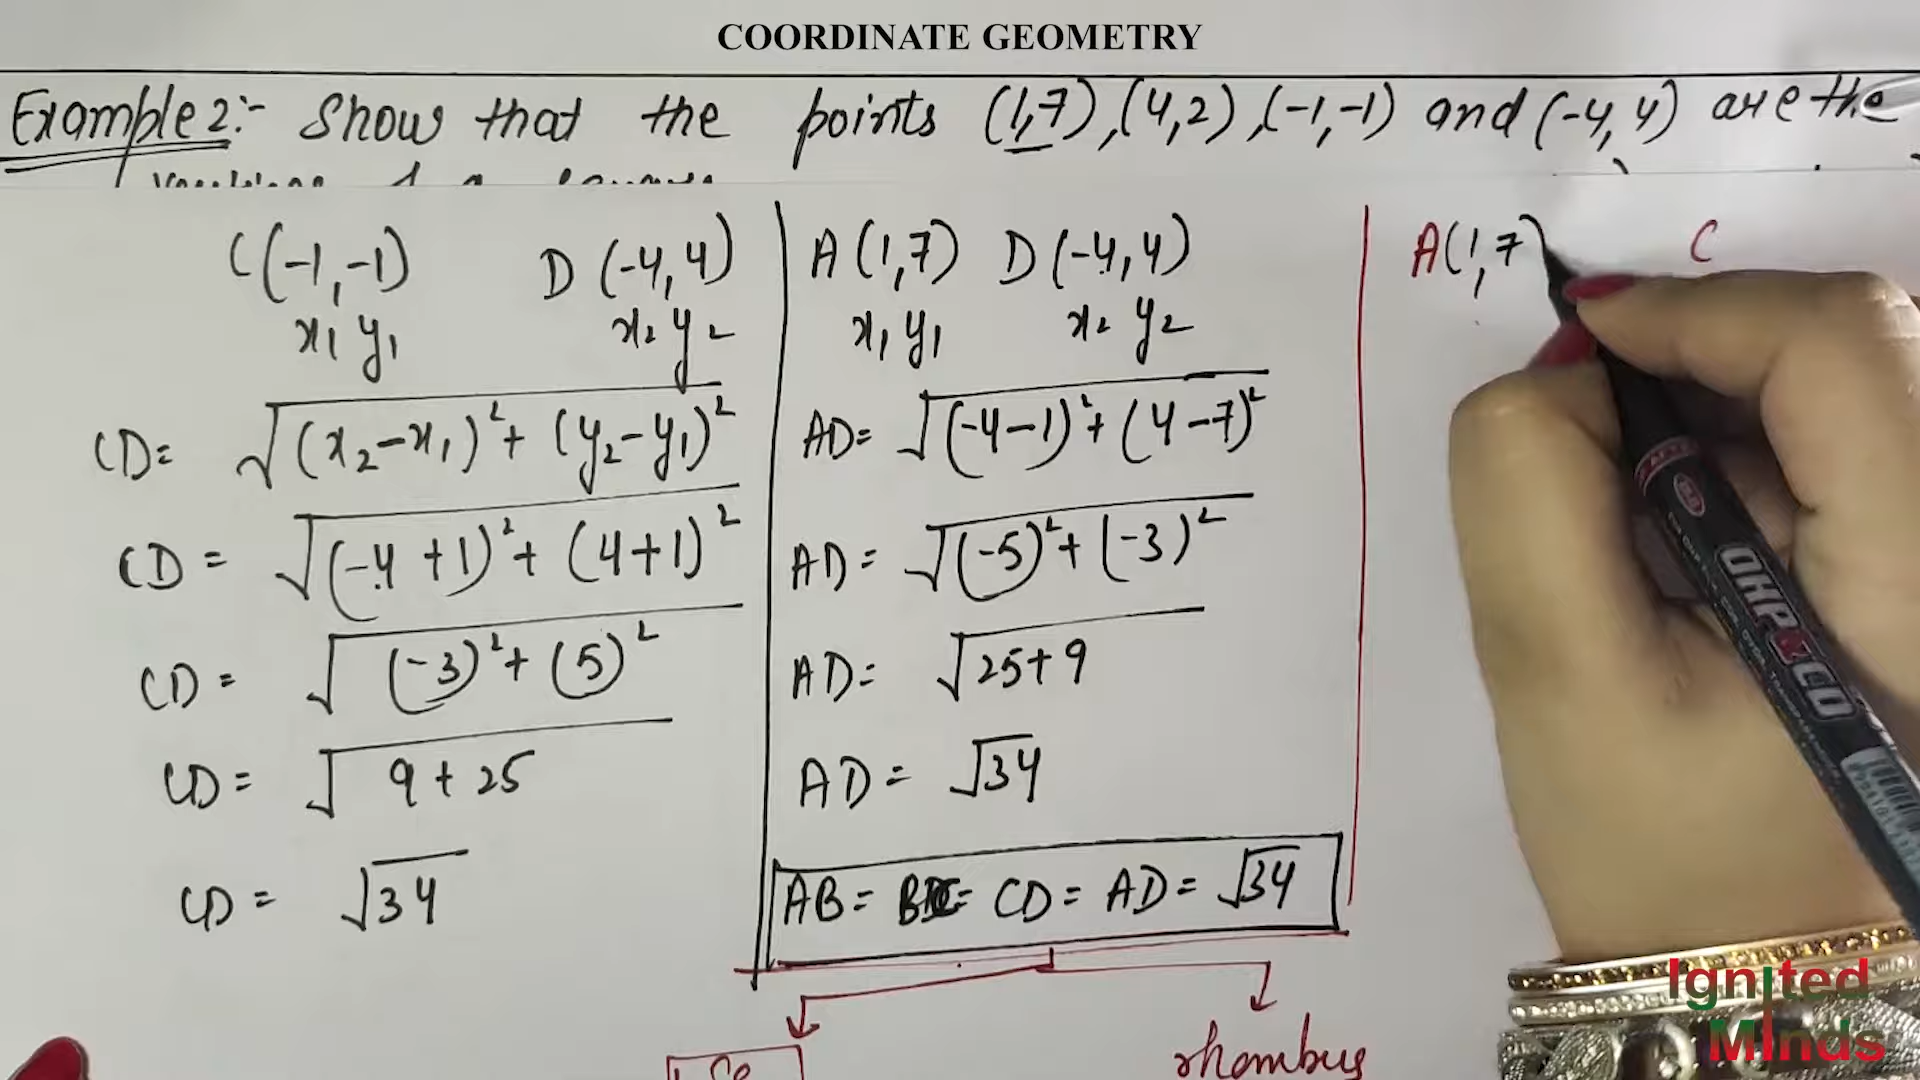 COORDINATE GEOMETRY
Example 2:- Show that the points (1,7), (4,2), (-1,-1) and (-4,4) are the
C(-1,-1) D(-4,4)
x₁ y₁ x₂ y₂
CD= √(x₂-x₁)²+(y₂-y₁)²
CD = √(-4+1)²+(4+1)²
CD = √(-3)²+(5)²
CD = √9+25
CD = √34
A(1,7) D(-4,4)
x₁ y₁ x₂ y₂
AD= √(-4-1)²+(4-7)²
AD= √(-5)²+(-3)²
AD= √25+9
AD = √34
AB= BC= CD= AD= √34
rhombus
A(1,7) C
OHP & CD
Ignited
Minds